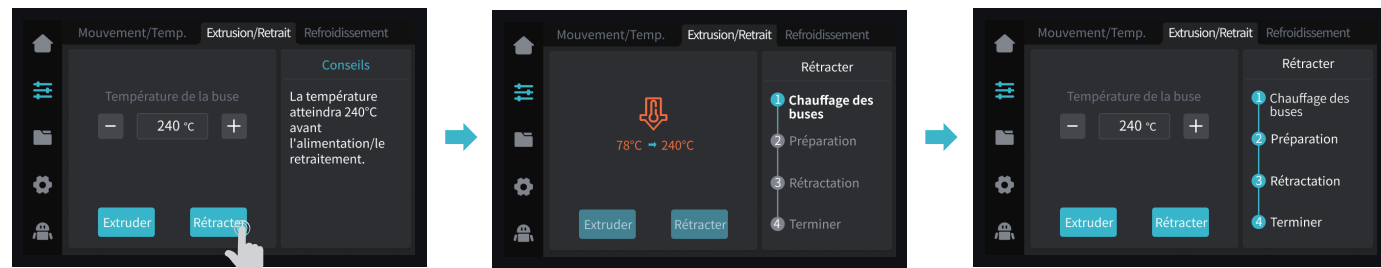 Mouvement/Temp. Extrusion/Retrait Refroidissement
Conseils
Température de la buse
La température
atteindra 240°C
avant
l'alimentation/le
retraitement.
− 240 °C +
Extruder Rétracter
Mouvement/Temp. Extrusion/Retrait Refroidissement
Rétracter
1 Chauffage des
buses
78°C → 240°C
2 Préparation
3 Rétractation
Extruder Rétracter
4 Terminer
Mouvement/Temp. Extrusion/Retrait Refroidissement
Rétracter
Température de la buse
− 240 °C +
1 Chauffage des
buses
2 Préparation
3 Rétractation
Extruder Rétracter
4 Terminer